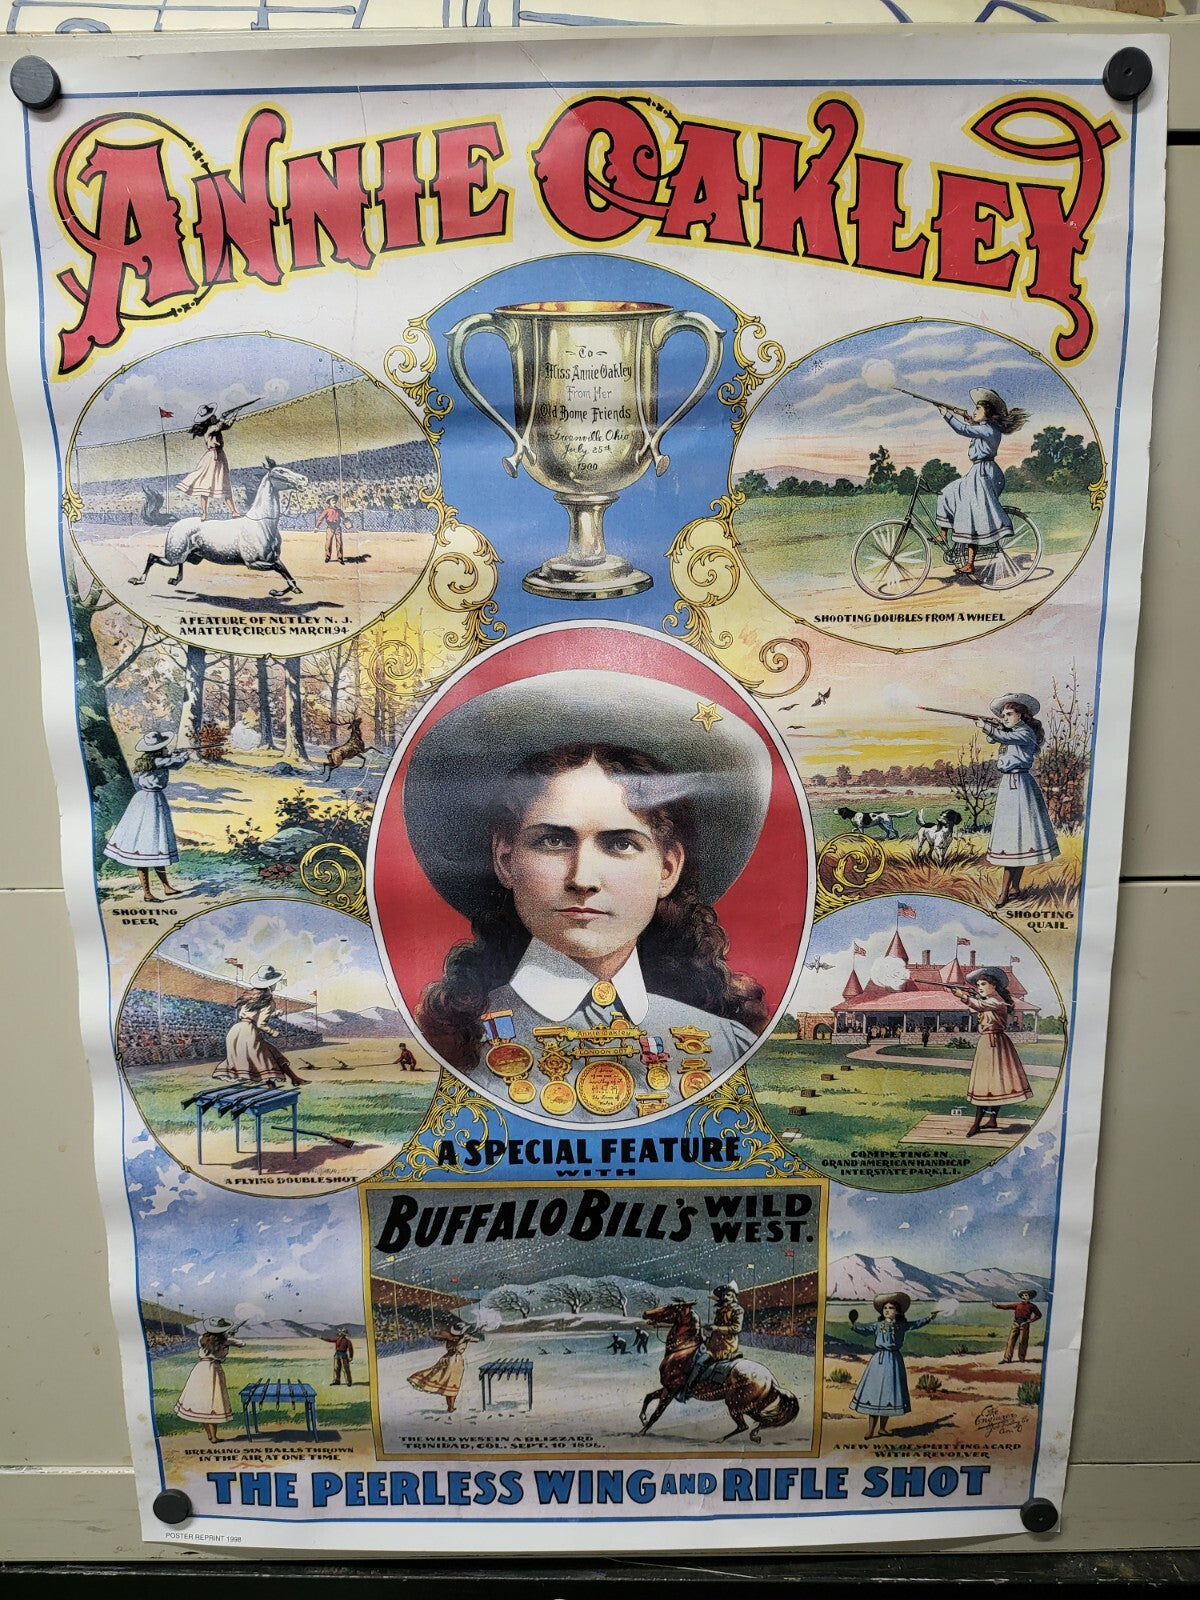 ANNIE OAKLEY
To
Miss Annie Oakley
From Her
Old Home Friends
Greenville Ohio
July 25th
1900
A FEATURE OF NUTLEY N. J.
AMATEUR CIRCUS MARCH 94
SHOOTING DOUBLES FROM A WHEEL
SHOOTING
DEER
SHOOTING
QUAIL
Annie Oakley
LONDON
A FLYING DOUBLE SHOT
COMPETING IN
GRAND AMERICAN HANDICAP
INTERSTATE PARK, L.I.
A SPECIAL FEATURE
WITH
BUFFALO BILL'S WILD
WEST.
BREAKING SIX BALLS THROWN
IN THE AIR AT ONE TIME
THE WILD WEST IN A BLIZZARD
TRINIDAD, COL. SEPT. 10 1898.
A NEW WAY OF SPLITTING A CARD
WITH A REVOLVER
THE PEERLESS WING AND RIFLE SHOT
POSTER REPRINT 1998